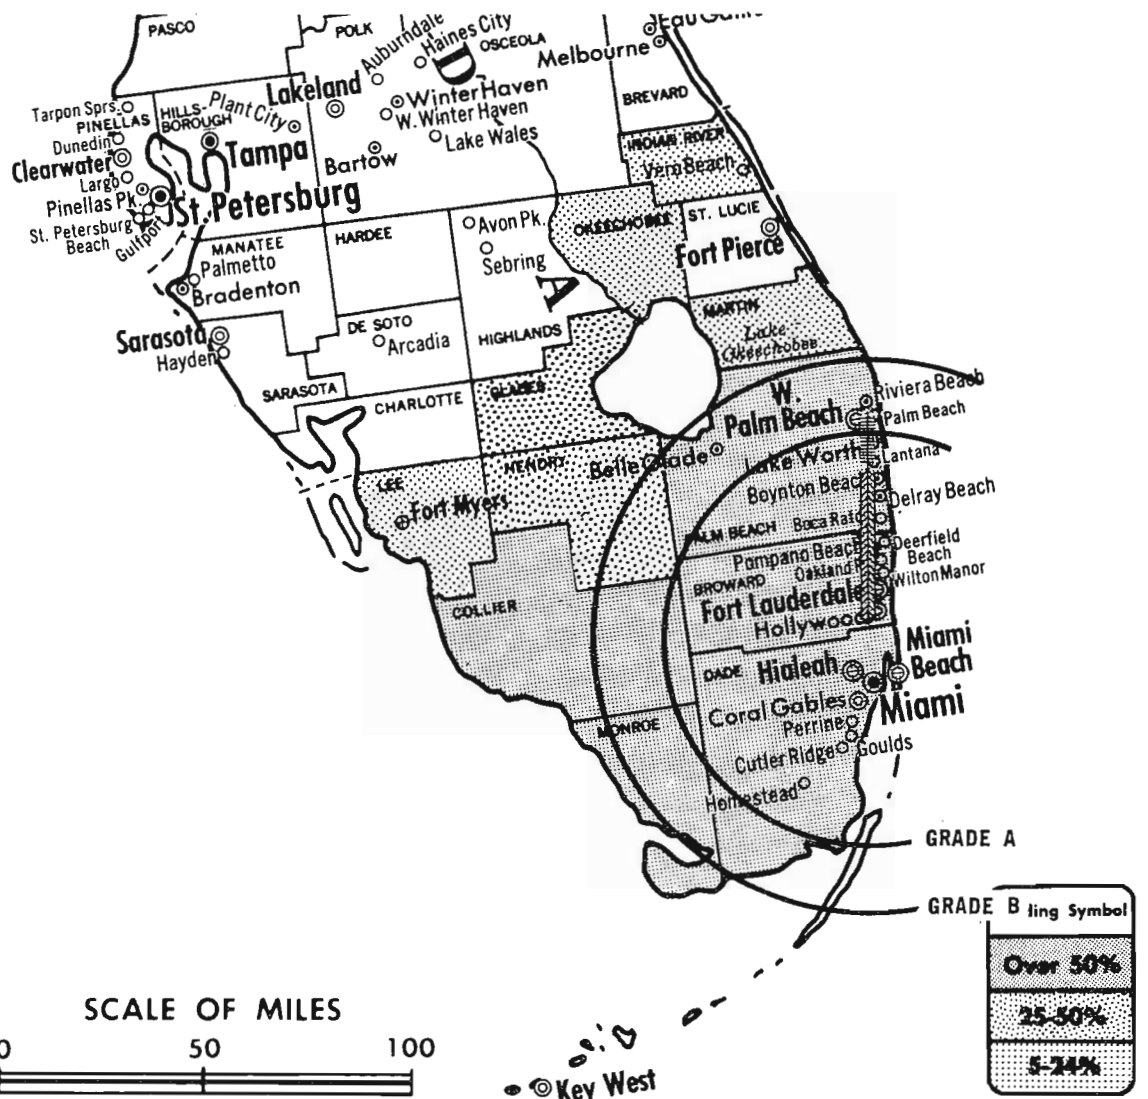 PASCO
POLK
Auburndale
Haines City
OSCEOLA
D
Eau Gallie
Melbourne
BREVARD
Lakeland
Winter Haven
W. Winter Haven
Lake Wales
Bartow
Tarpon Sprs.
PINELLAS
HILLS-
BOROUGH
Plant City
Dunedin
Clearwater
Tampa
Largo
Pinellas Pk.
St. Petersburg
St. Petersburg
Beach
Gulfport
INDIAN RIVER
Vero Beach
OKEECHOBEE
ST. LUCIE
Fort Pierce
MANATEE
Palmetto
Bradenton
HARDEE
Avon Pk.
Sebring
A
Sarasota
Hayden
DE SOTO
Arcadia
HIGHLANDS
MARTIN
Lake
Okeechobee
SARASOTA
CHARLOTTE
GLADES
W.
Palm Beach
Riviera Beach
Palm Beach
LEE
Fort Myers
HENDRY
Belle Glade
Lake Worth
Lantana
Boynton Beach
Delray Beach
PALM BEACH
Boca Rato
Deerfield
Beach
Pompano Beach
Oakland P
Wilton Manor
BROWARD
Fort Lauderdale
Hollywood
COLLIER
Miami
Beach
DADE
Hialeah
Miami
Coral Gables
Perrine
MONROE
Cutler Ridge
Goulds
Homestead
GRADE A
GRADE B
ling Symbol
Over 50%
25-50%
5-24%
SCALE OF MILES
0 50 100
Key West